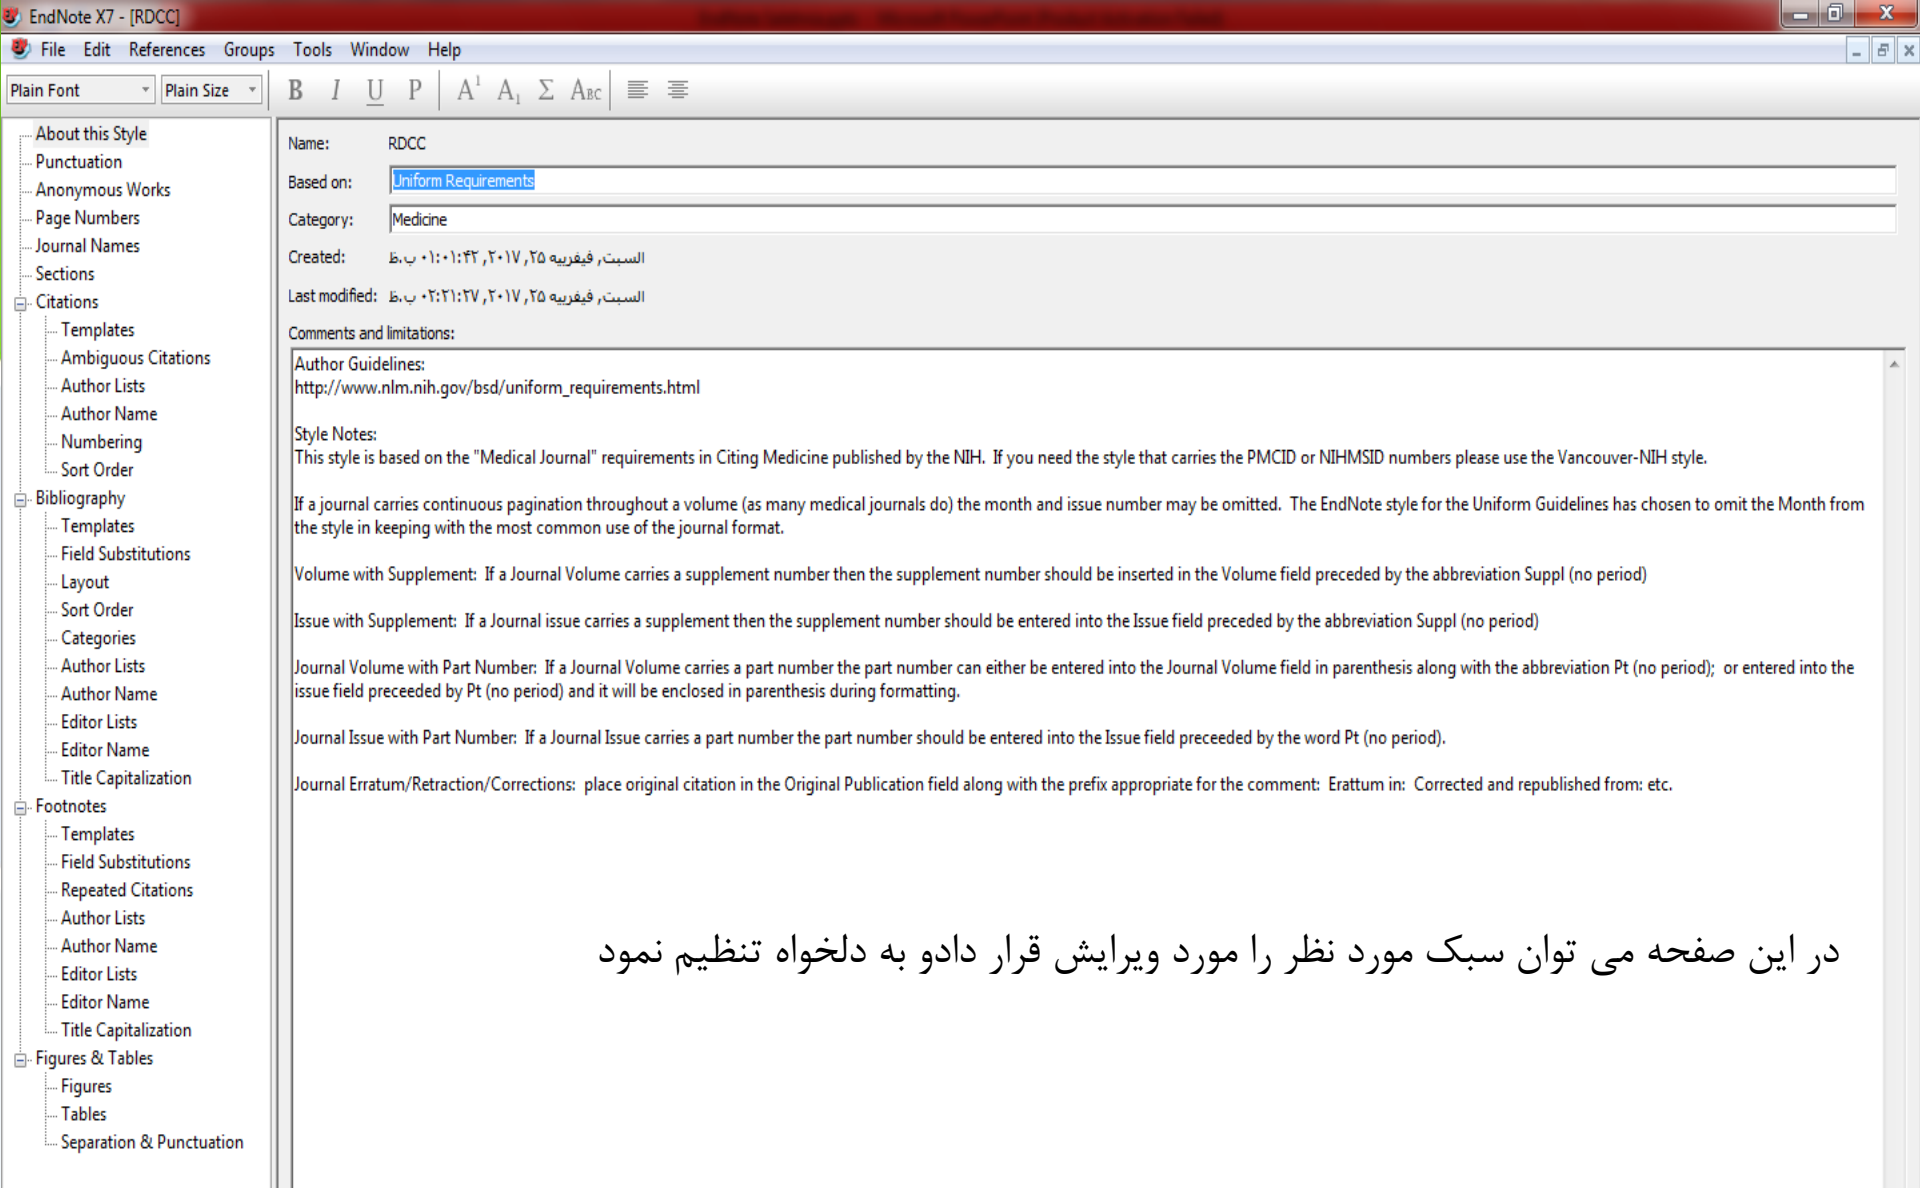 EndNote X7 - [RDCC]
File Edit References Groups Tools Window Help
Plain Font Plain Size B I U P A1 A1 Σ ABC
About this Style
Punctuation
Anonymous Works
Page Numbers
Journal Names
Sections
Citations
Templates
Ambiguous Citations
Author Lists
Author Name
Numbering
Sort Order
Bibliography
Templates
Field Substitutions
Layout
Sort Order
Categories
Author Lists
Author Name
Editor Lists
Editor Name
Title Capitalization
Footnotes
Templates
Field Substitutions
Repeated Citations
Author Lists
Author Name
Editor Lists
Editor Name
Title Capitalization
Figures & Tables
Figures
Tables
Separation & Punctuation
Name: RDCC
Based on: Uniform Requirements
Category: Medicine
Created: السبت, فيفرييه ۲۵, ۲۰۱۷, ۰۱:۰۱:۴۲ ب.ظ
Last modified: السبت, فيفرييه ۲۵, ۲۰۱۷, ۰۲:۲۱:۲۷ ب.ظ
Comments and limitations:
Author Guidelines:
http://www.nlm.nih.gov/bsd/uniform_requirements.html
Style Notes:
This style is based on the "Medical Journal" requirements in Citing Medicine published by the NIH. If you need the style that carries the PMCID or NIHMSID numbers please use the Vancouver-NIH style.
If a journal carries continuous pagination throughout a volume (as many medical journals do) the month and issue number may be omitted. The EndNote style for the Uniform Guidelines has chosen to omit the Month from
the style in keeping with the most common use of the journal format.
Volume with Supplement: If a Journal Volume carries a supplement number then the supplement number should be inserted in the Volume field preceded by the abbreviation Suppl (no period)
Issue with Supplement: If a Journal issue carries a supplement then the supplement number should be entered into the Issue field preceded by the abbreviation Suppl (no period)
Journal Volume with Part Number: If a Journal Volume carries a part number the part number can either be entered into the Journal Volume field in parenthesis along with the abbreviation Pt (no period); or entered into the
issue field preceeded by Pt (no period) and it will be enclosed in parenthesis during formatting.
Journal Issue with Part Number: If a Journal Issue carries a part number the part number should be entered into the Issue field preceeded by the word Pt (no period).
Journal Erratum/Retraction/Corrections: place original citation in the Original Publication field along with the prefix appropriate for the comment: Erattum in: Corrected and republished from: etc.
در این صفحه می توان سبک مورد نظر را مورد ویرایش قرار دادو به دلخواه تنظیم نمود